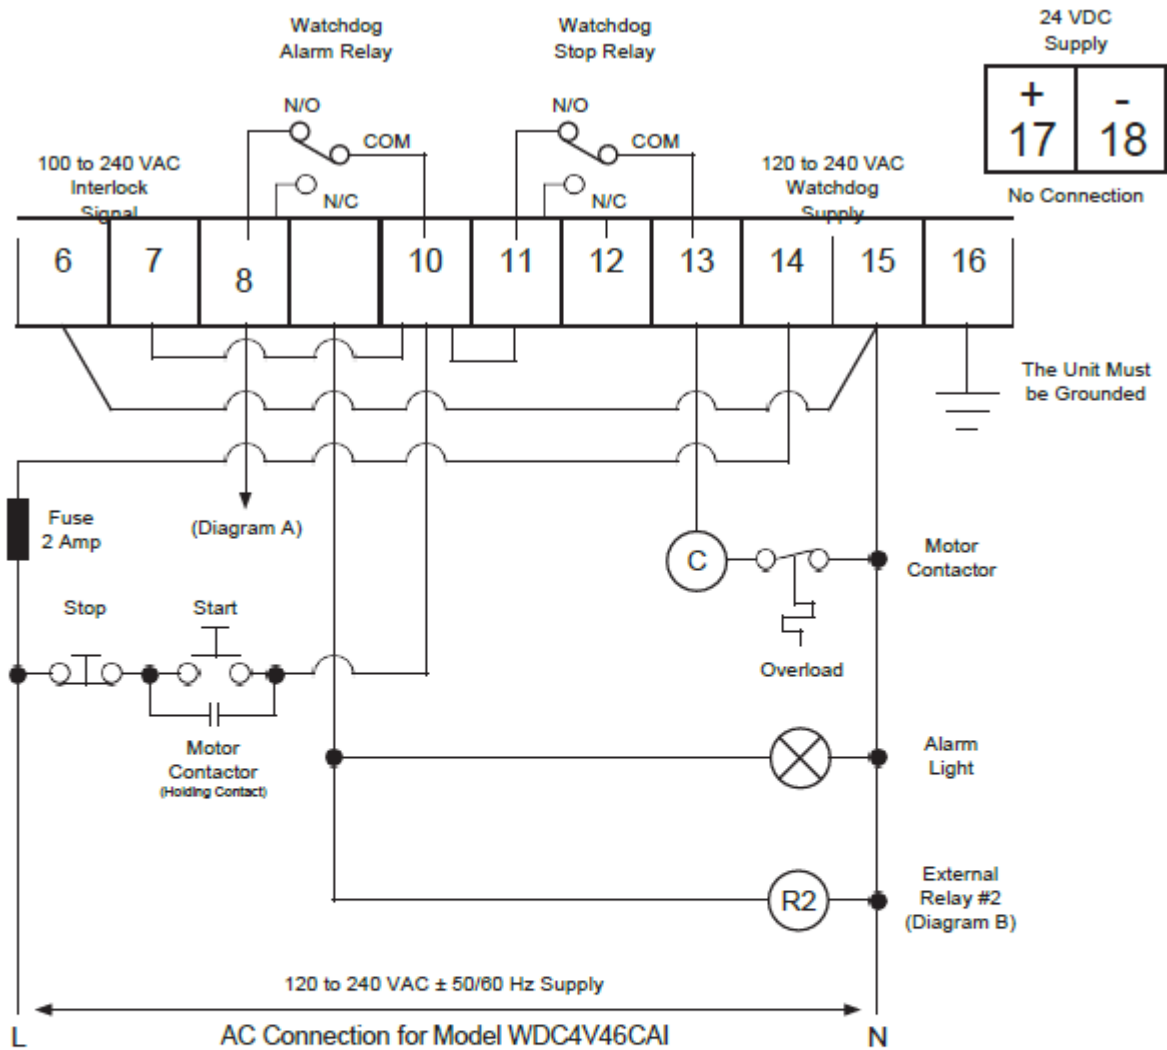 Watchdog
Alarm Relay
Watchdog
Stop Relay
24 VDC
Supply
+
17
-
18
No Connection
N/O
COM
N/C
N/O
COM
N/C
100 to 240 VAC
Interlock
Signal
120 to 240 VAC
Watchdog
Supply
6
7
8
10
11
12
13
14
15
16
The Unit Must
be Grounded
Fuse
2 Amp
(Diagram A)
C
Motor
Contactor
Overload
Stop
Start
Motor
Contactor
(Holding Contact)
Alarm
Light
R2
External
Relay #2
(Diagram B)
120 to 240 VAC ± 50/60 Hz Supply
L
AC Connection for Model WDC4V46CAI
N